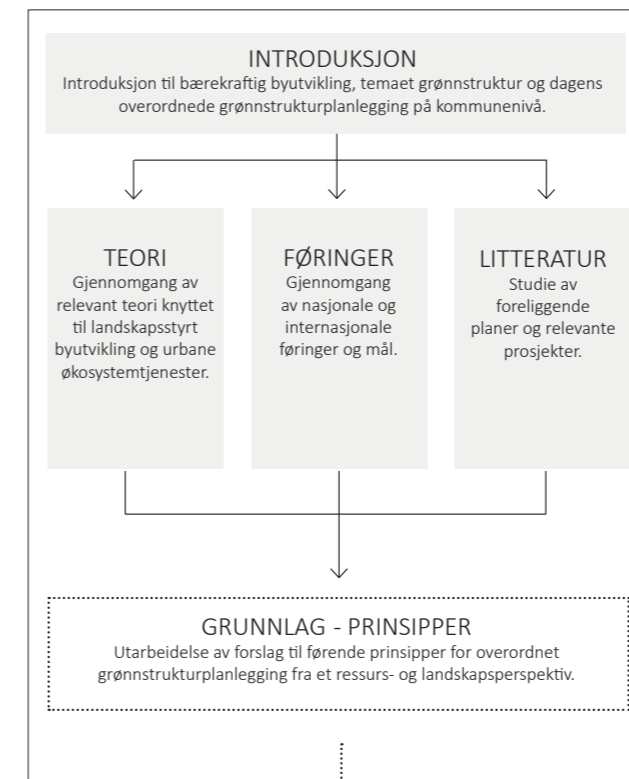 INTRODUKSJON
Introduksjon til bærekraftig byutvikling, temaet grønnstruktur og dagens
overordnede grønnstrukturplanlegging på kommunenivå.
TEORI
Gjennomgang av
relevant teori knyttet
til landskapsstyrt
byutvikling og urbane
økosystemtjenester.
FØRINGER
Gjennomgang
av nasjonale og
internasjonale
føringer og mål.
LITTERATUR
Studie av
foreliggende
planer og relevante
prosjekter.
GRUNNLAG - PRINSIPPER
Utarbeidelse av forslag til førende prinsipper for overordnet
grønnstrukturplanlegging fra et ressurs- og landskapsperspektiv.